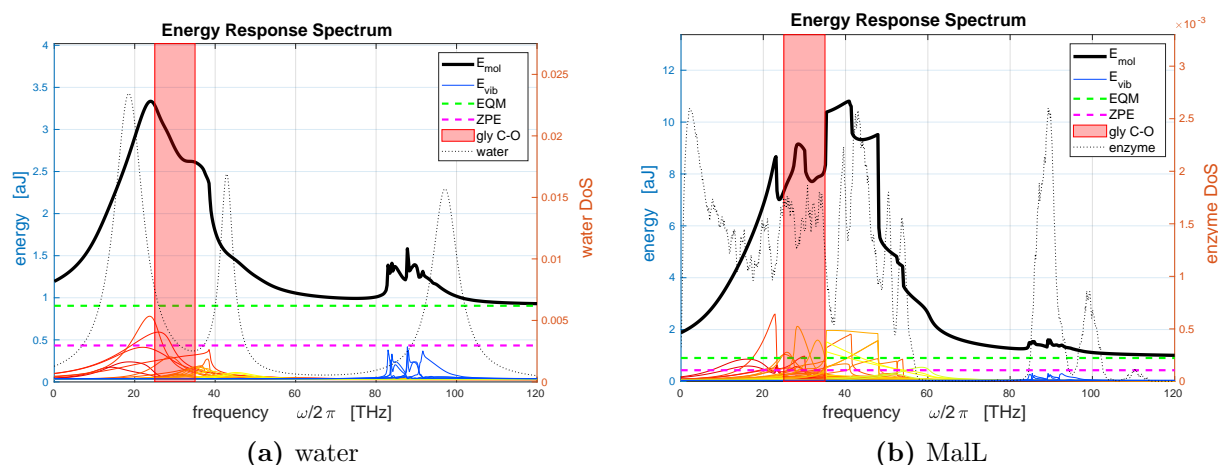 Energy Response Spectrum
4
3.5
3
2.5
2
1.5
1
0.5
0
energy [aJ]
0.025
0.02
0.015
0.01
0.005
0
water DoS
E_mol
E_vib
EQM
ZPE
gly C-O
water
0 20 40 60 80 100 120
frequency ω/2 π [THz]
(a) water
Energy Response Spectrum
×10⁻³
12
10
8
6
4
2
0
energy [aJ]
3
2.5
2
1.5
1
0.5
0
enzyme DoS
E_mol
E_vib
EQM
ZPE
gly C-O
enzyme
0 20 40 60 80 100 120
frequency ω/2 π [THz]
(b) MalL